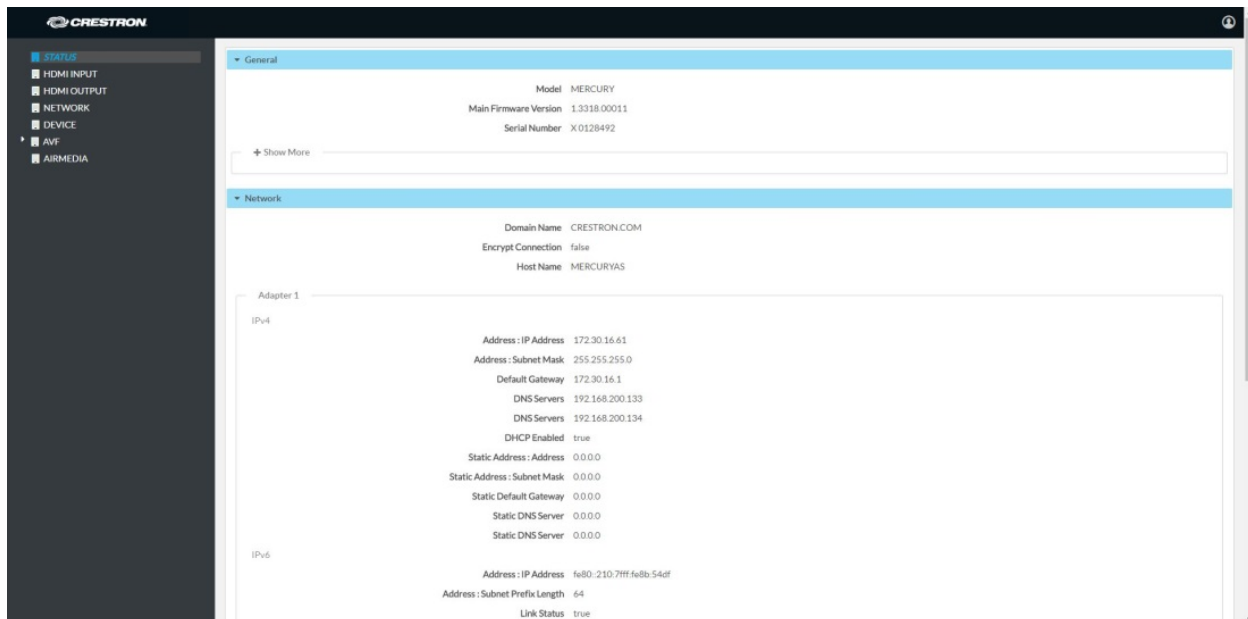 CRESTRON
STATUS
HDMI INPUT
HDMI OUTPUT
NETWORK
DEVICE
AVF
AIRMEDIA
General
Model MERCURY
Main Firmware Version 1.3318.00011
Serial Number X0128492
+ Show More
Network
Domain Name CRESTRON.COM
Encrypt Connection false
Host Name MERCURYAS
Adapter 1
IPv4
Address : IP Address 172.30.16.61
Address : Subnet Mask 255.255.255.0
Default Gateway 172.30.16.1
DNS Servers 192.168.200.133
DNS Servers 192.168.200.134
DHCP Enabled true
Static Address : Address 0.0.0.0
Static Address : Subnet Mask 0.0.0.0
Static Default Gateway 0.0.0.0
Static DNS Server 0.0.0.0
Static DNS Server 0.0.0.0
IPv6
Address : IP Address fe80::210:7fff:fe8b:54df
Address : Subnet Prefix Length 64
Link Status true